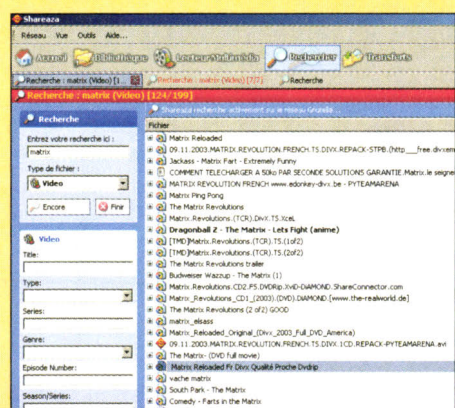 Shareaza
Réseau Vue Outils Aide...
Accueil Bibliothèque Lecteur Multimédia Rechercher Transferts
Recherche : matrix (Video) [1... Recherche : matrix (Video) [7/7] Recherche
Recherche : matrix (Video) [124/199]
Recherche
Entrez votre recherche ici :
matrix
Type de fichier :
Video
Encore Finir
Video
Title:
Type:
Series:
Genre:
Episode Number:
Season/Series:
Shareaza recherche activement sur le réseau Gnutella...
Fichier
Matrix Reloaded
09.11.2003.MATRIX.REVOLUTION.FRENCH.TS.DIVX.REPACK-STPB.(http___free.divxem
Jackass - Matrix Fart - Extremely Funny
COMMENT TELECHARGER A 50ko PAR SECONDE SOLUTIONS GARANTIE.Matrix.le seigne
MATRIX REVOLUTION FRENCH www.edonkey-divx.be - PYTEAMARENA
Matrix Ping Pong
The Matrix Revolutions
Matrix.Revolutions.(TCR).DivX.TS.XceL
Dragonball Z - The Matrix - Lets Fight (anime)
[TMD]Matrix.Revolutions.(TCR).TS.(1of2)
[TMD]Matrix.Revolutions.(TCR).TS.(2of2)
The Matrix Revolutions trailer
Budweiser Wazzup - The Matrix (1)
Matrix.Revolutions.CD2.FS.DVDRip.XviD-DiAMOND.ShareConnector.com
Matrix_Revolutions_CD1_(2003).(DVD).DiAMOND.[www.the-realworld.de]
The Matrix Revolutions (2 of2) GOOD
matrix_elsass
Matrix_Reloaded_Original_(Divx_2003_Full_DVD_America)
09.11.2003.MATRIX.REVOLUTION.FRENCH.TS.DIVX.1CD.REPACK-PYTEAMARENA.avi
The Matrix- (DVD full movie)
Matrix Reloaded Fr Divx Qualité Proche Dvdrip
vache matrix
South Park - The Matrix
Comedy - Farts in the Matrix